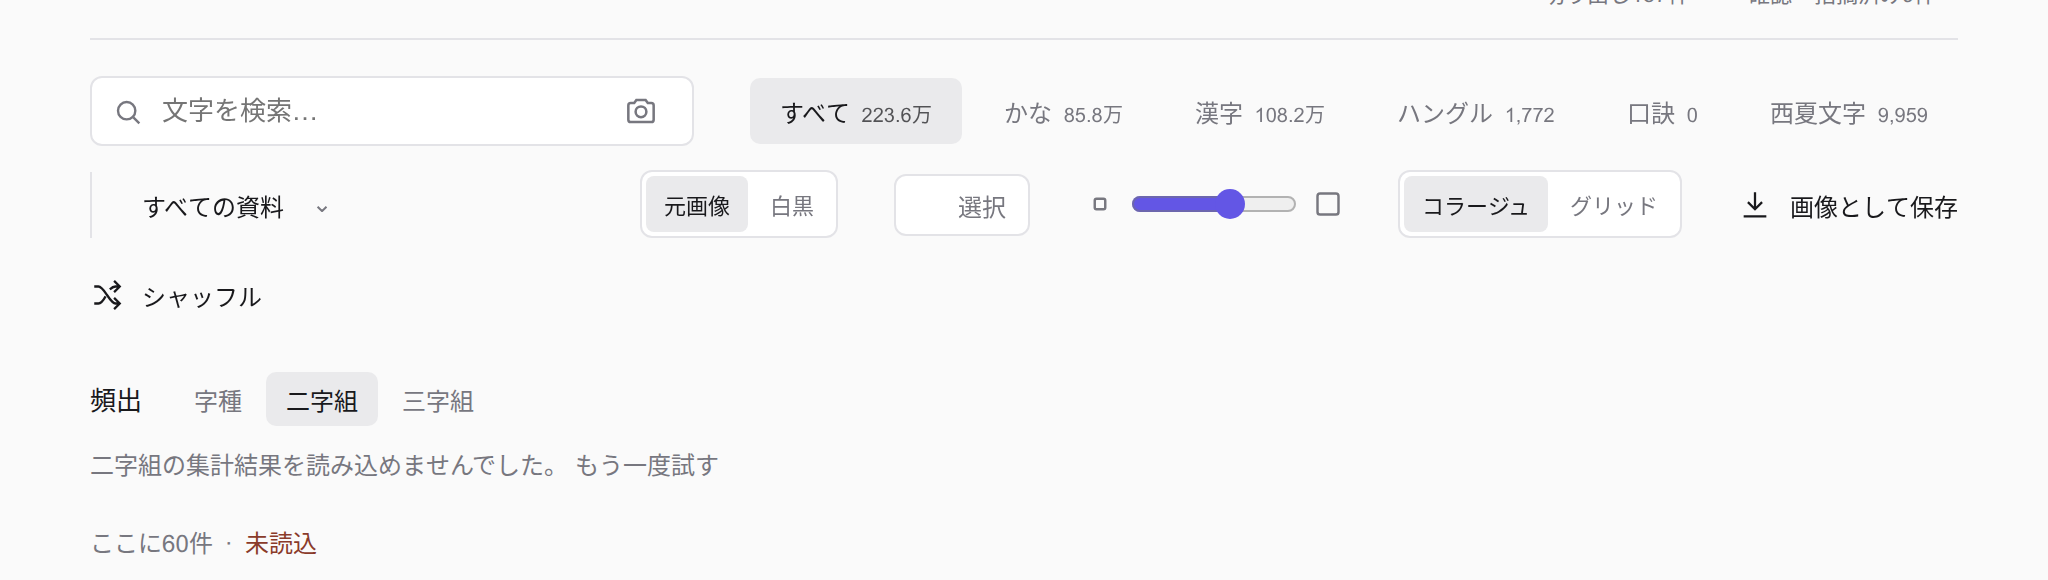 文字を検索…
すべて 223.6万 かな 85.8万 漢字 108.2万 ハングル 1,772 口訣 0 西夏文字 9,959
すべての資料 元画像 白黒 選択 コラージュ グリッド 画像として保存
シャッフル
頻出 字種 二字組 三字組
二字組の集計結果を読み込めませんでした。 もう一度試す
ここに60件 · 未読込